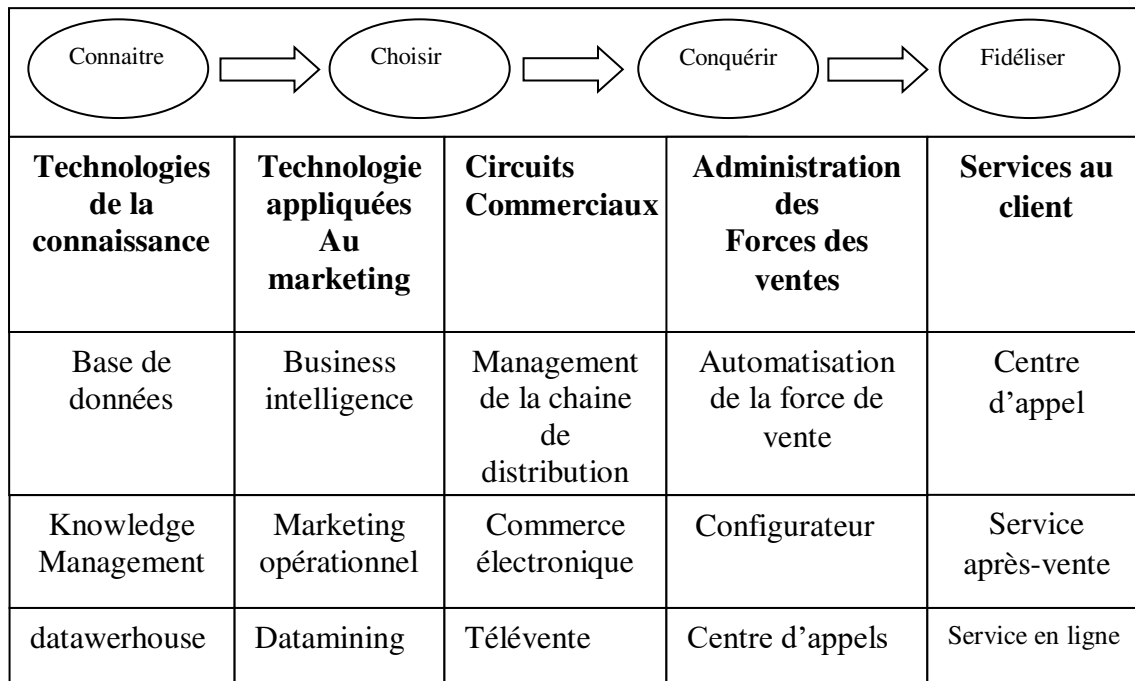 Connaitre
Choisir
Conquérir
Fidéliser
Technologies
de la
connaissance
Technologie
appliquées
Au
marketing
Circuits
Commerciaux
Administration
des
Forces des
ventes
Services au
client
Base de
données
Business
intelligence
Management
de la chaine
de
distribution
Automatisation
de la force de
vente
Centre
d’appel
Knowledge
Management
Marketing
opérationnel
Commerce
électronique
Configurateur
Service
après-vente
datawerhouse
Datamining
Télévente
Centre d’appels
Service en ligne